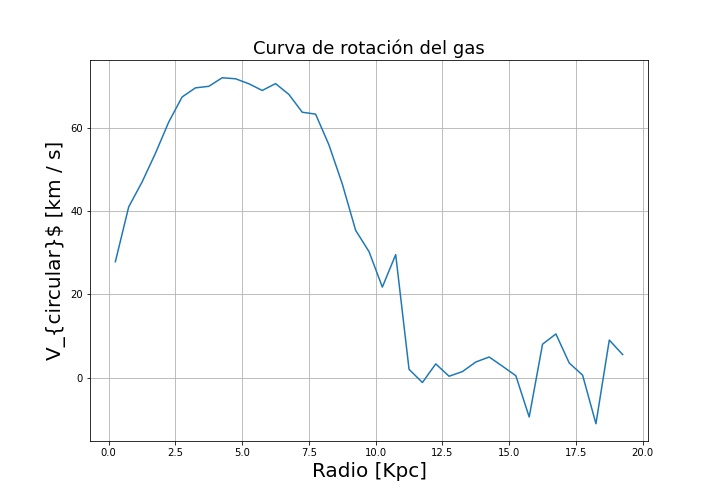 Curva de rotación del gas
V_{circular}$ [km / s]
60
40
20
0
0.0 2.5 5.0 7.5 10.0 12.5 15.0 17.5 20.0
Radio [Kpc]